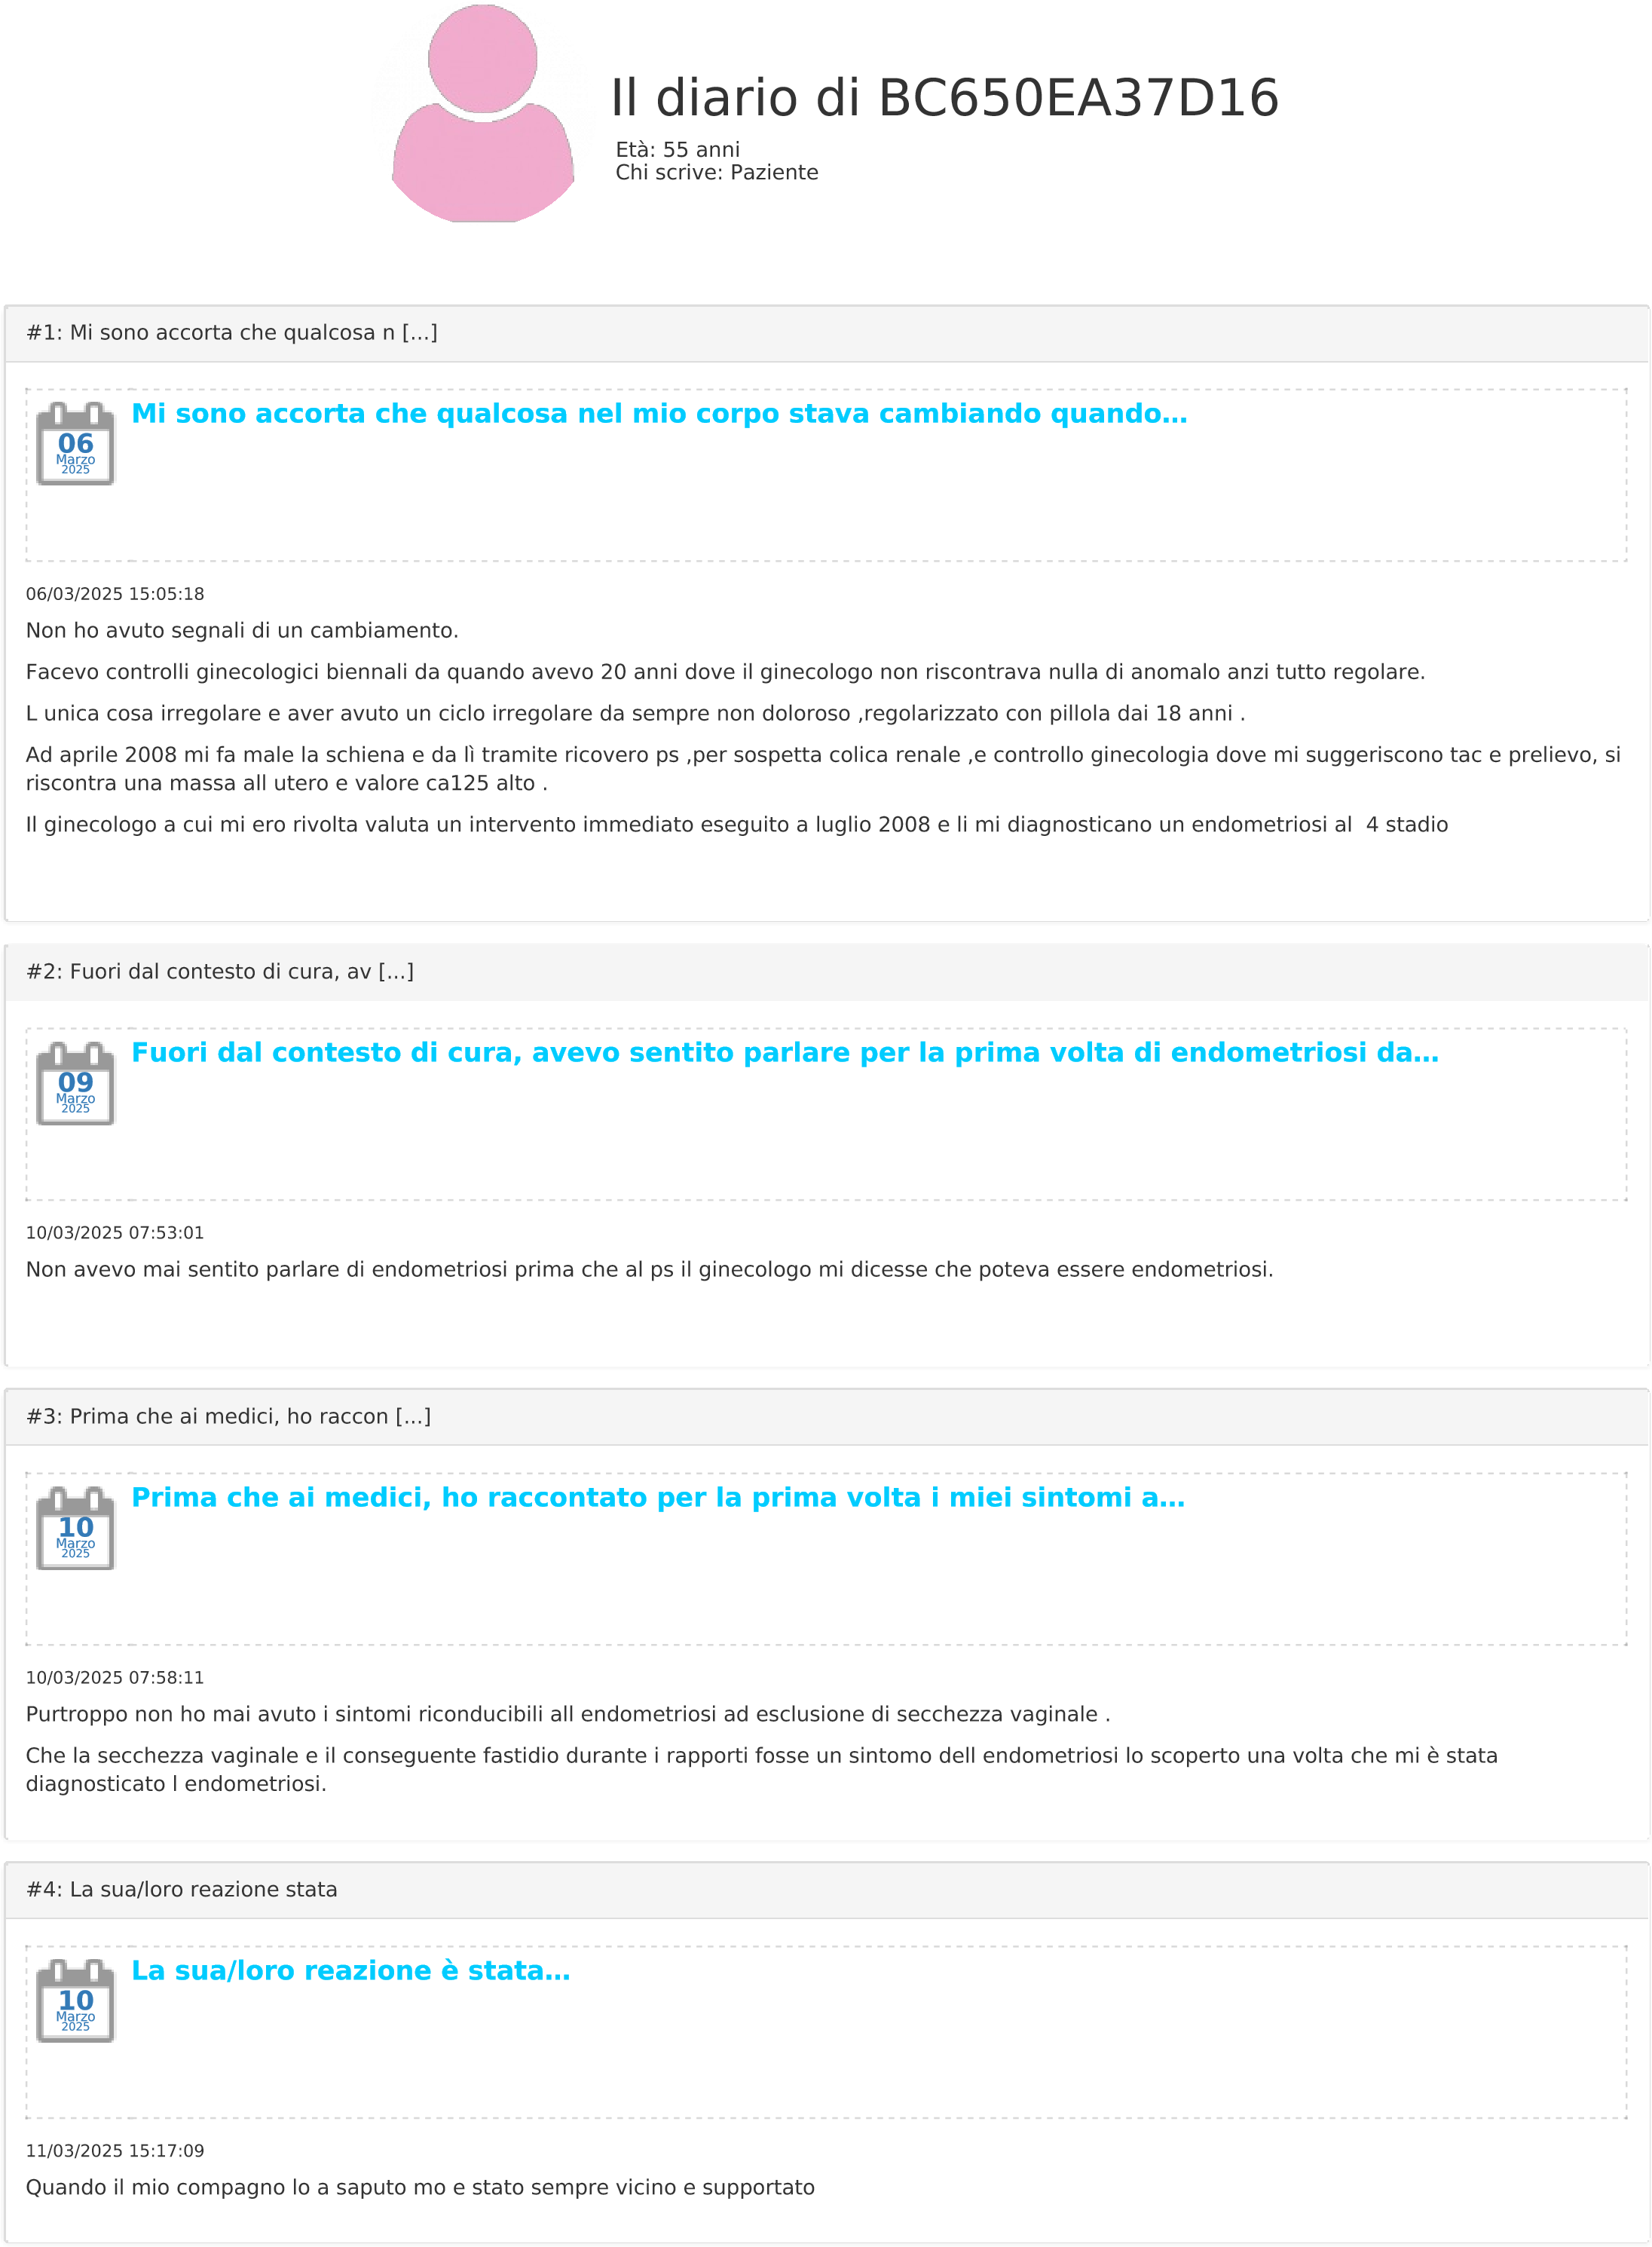 Il diario di BC650EA37D16
Età: 55 anni
Chi scrive: Paziente
#1: Mi sono accorta che qualcosa n [...]
Mi sono accorta che qualcosa nel mio corpo stava cambiando quando…
06
Marzo
2025
06/03/2025 15:05:18
Non ho avuto segnali di un cambiamento.
Facevo controlli ginecologici biennali da quando avevo 20 anni dove il ginecologo non riscontrava nulla di anomalo anzi tutto regolare.
L unica cosa irregolare e aver avuto un ciclo irregolare da sempre non doloroso ,regolarizzato con pillola dai 18 anni .
Ad aprile 2008 mi fa male la schiena e da lì tramite ricovero ps ,per sospetta colica renale ,e controllo ginecologia dove mi suggeriscono tac e prelievo, si
riscontra una massa all utero e valore ca125 alto .
Il ginecologo a cui mi ero rivolta valuta un intervento immediato eseguito a luglio 2008 e li mi diagnosticano un endometriosi al  4 stadio
#2: Fuori dal contesto di cura, av [...]
Fuori dal contesto di cura, avevo sentito parlare per la prima volta di endometriosi da…
09
Marzo
2025
10/03/2025 07:53:01
Non avevo mai sentito parlare di endometriosi prima che al ps il ginecologo mi dicesse che poteva essere endometriosi.
#3: Prima che ai medici, ho raccon [...]
Prima che ai medici, ho raccontato per la prima volta i miei sintomi a…
10
Marzo
2025
10/03/2025 07:58:11
Purtroppo non ho mai avuto i sintomi riconducibili all endometriosi ad esclusione di secchezza vaginale .
Che la secchezza vaginale e il conseguente fastidio durante i rapporti fosse un sintomo dell endometriosi lo scoperto una volta che mi è stata
diagnosticato l endometriosi.
#4: La sua/loro reazione stata
La sua/loro reazione è stata…
10
Marzo
2025
11/03/2025 15:17:09
Quando il mio compagno lo a saputo mo e stato sempre vicino e supportato